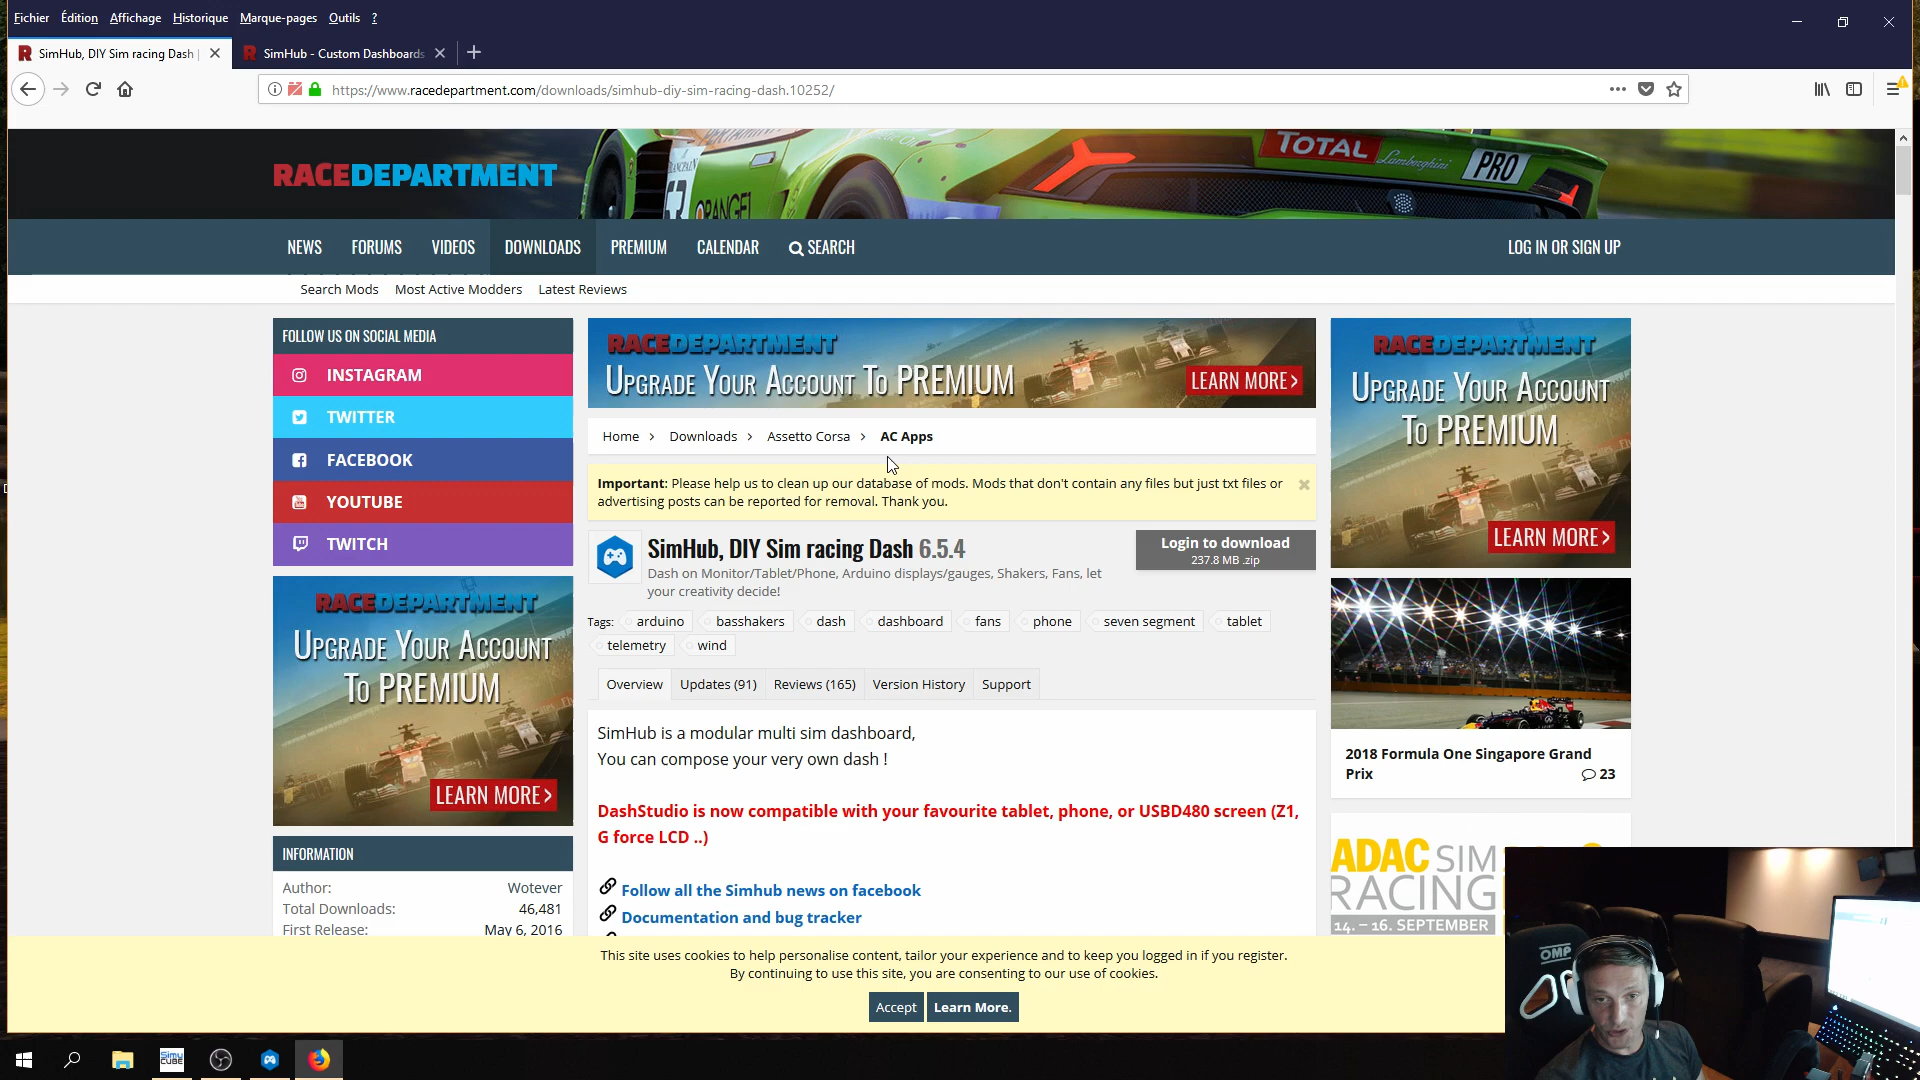 Fichier Édition Affichage Historique Marque-pages Outils ?
SimHub, DIY Sim racing Dash |
SimHub - Custom Dashboards
https://www.racedepartment.com/downloads/simhub-diy-sim-racing-dash.10252/
RACEDEPARTMENT
TOTAL
Lamborghini
PRO
NEWS FORUMS VIDEOS DOWNLOADS PREMIUM CALENDAR SEARCH
LOG IN OR SIGN UP
Search Mods Most Active Modders Latest Reviews
FOLLOW US ON SOCIAL MEDIA
INSTAGRAM
TWITTER
FACEBOOK
YOUTUBE
TWITCH
RACEDEPARTMENT
UPGRADE YOUR ACCOUNT
TO PREMIUM
LEARN MORE>
INFORMATION
Author: Wotever
Total Downloads: 46,481
First Release: May 6, 2016
RACEDEPARTMENT
UPGRADE YOUR ACCOUNT TO PREMIUM
LEARN MORE>
Home > Downloads > Assetto Corsa > AC Apps
Important: Please help us to clean up our database of mods. Mods that don't contain any files but just txt files or
advertising posts can be reported for removal. Thank you.
SimHub, DIY Sim racing Dash 6.5.4
Dash on Monitor/Tablet/Phone, Arduino displays/gauges, Shakers, Fans, let
your creativity decide!
Login to download
237.8 MB .zip
Tags: arduino basshakers dash dashboard fans phone seven segment tablet
telemetry wind
Overview Updates (91) Reviews (165) Version History Support
SimHub is a modular multi sim dashboard,
You can compose your very own dash !
DashStudio is now compatible with your favourite tablet, phone, or USBD480 screen (Z1,
G force LCD ..)
Follow all the Simhub news on facebook
Documentation and bug tracker
RACEDEPARTMENT
UPGRADE YOUR ACCOUNT
TO PREMIUM
LEARN MORE>
2018 Formula One Singapore Grand
Prix
23
ADAC SIM
RACING
14. – 16. SEPTEMBER
This site uses cookies to help personalise content, tailor your experience and to keep you logged in if you register.
By continuing to use this site, you are consenting to our use of cookies.
Accept Learn More.
OMP
SIMU
CUBE